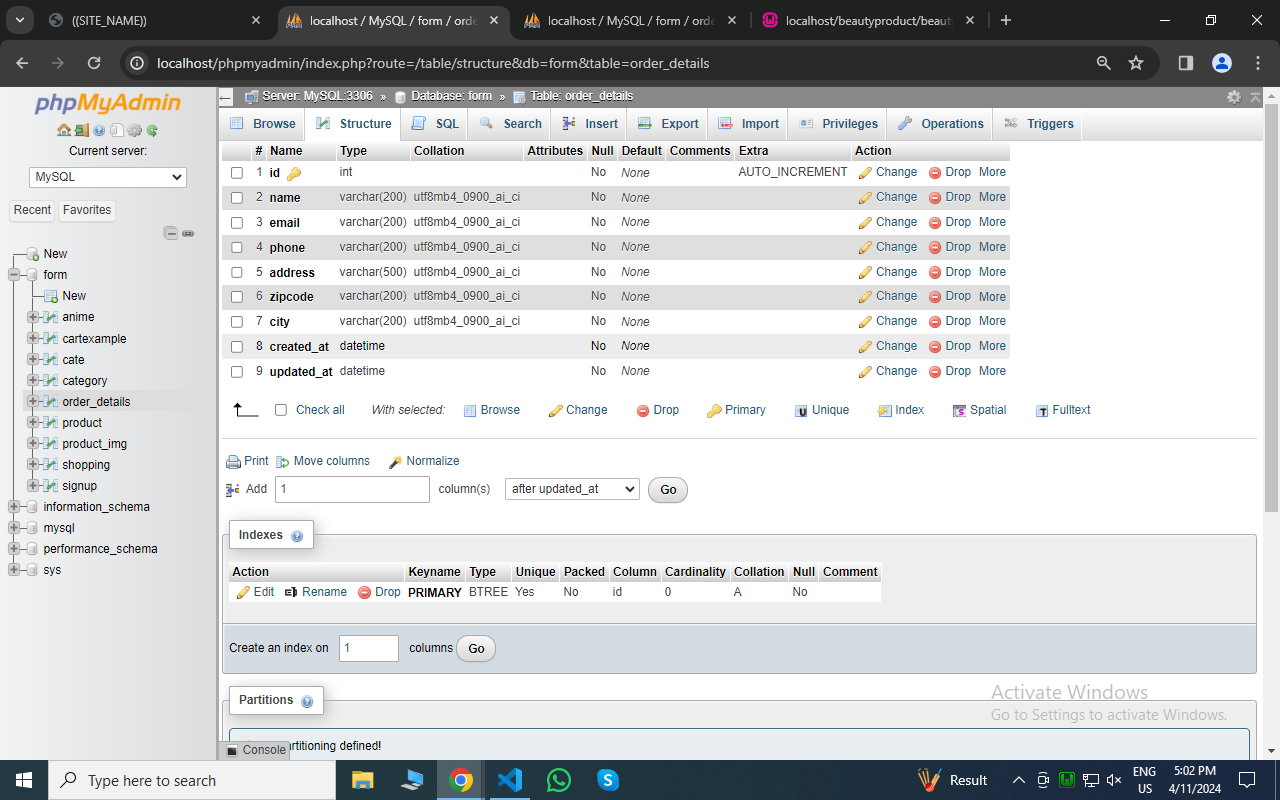 ((SITE_NAME))
localhost / MySQL / form / orde
localhost / MySQL / form / orde
localhost/beautyproduct/beaut
localhost/phpmyadmin/index.php?route=/table/structure&db=form&table=order_details
phpMyAdmin
Current server:
MySQL
Recent Favorites
New
form
New
anime
cartexample
cate
category
order_details
product
product_img
shopping
signup
information_schema
mysql
performance_schema
sys
Server: MySQL:3306 » Database: form » Table: order_details
Browse Structure SQL Search Insert Export Import Privileges Operations Triggers
# Name Type Collation Attributes Null Default Comments Extra Action
1 id int No None AUTO_INCREMENT Change Drop More
2 name varchar(200) utf8mb4_0900_ai_ci No None Change Drop More
3 email varchar(200) utf8mb4_0900_ai_ci No None Change Drop More
4 phone varchar(200) utf8mb4_0900_ai_ci No None Change Drop More
5 address varchar(500) utf8mb4_0900_ai_ci No None Change Drop More
6 zipcode varchar(200) utf8mb4_0900_ai_ci No None Change Drop More
7 city varchar(200) utf8mb4_0900_ai_ci No None Change Drop More
8 created_at datetime No None Change Drop More
9 updated_at datetime No None Change Drop More
Check all With selected: Browse Change Drop Primary Unique Index Spatial Fulltext
Print Move columns Normalize
Add 1 column(s) after updated_at Go
Indexes
Action Keyname Type Unique Packed Column Cardinality Collation Null Comment
Edit Rename Drop PRIMARY BTREE Yes No id 0 A No
Create an index on 1 columns Go
Partitions
rtitioning defined!
Console
Activate Windows
Go to Settings to activate Windows.
Type here to search
Result
ENG
US
5:02 PM
4/11/2024